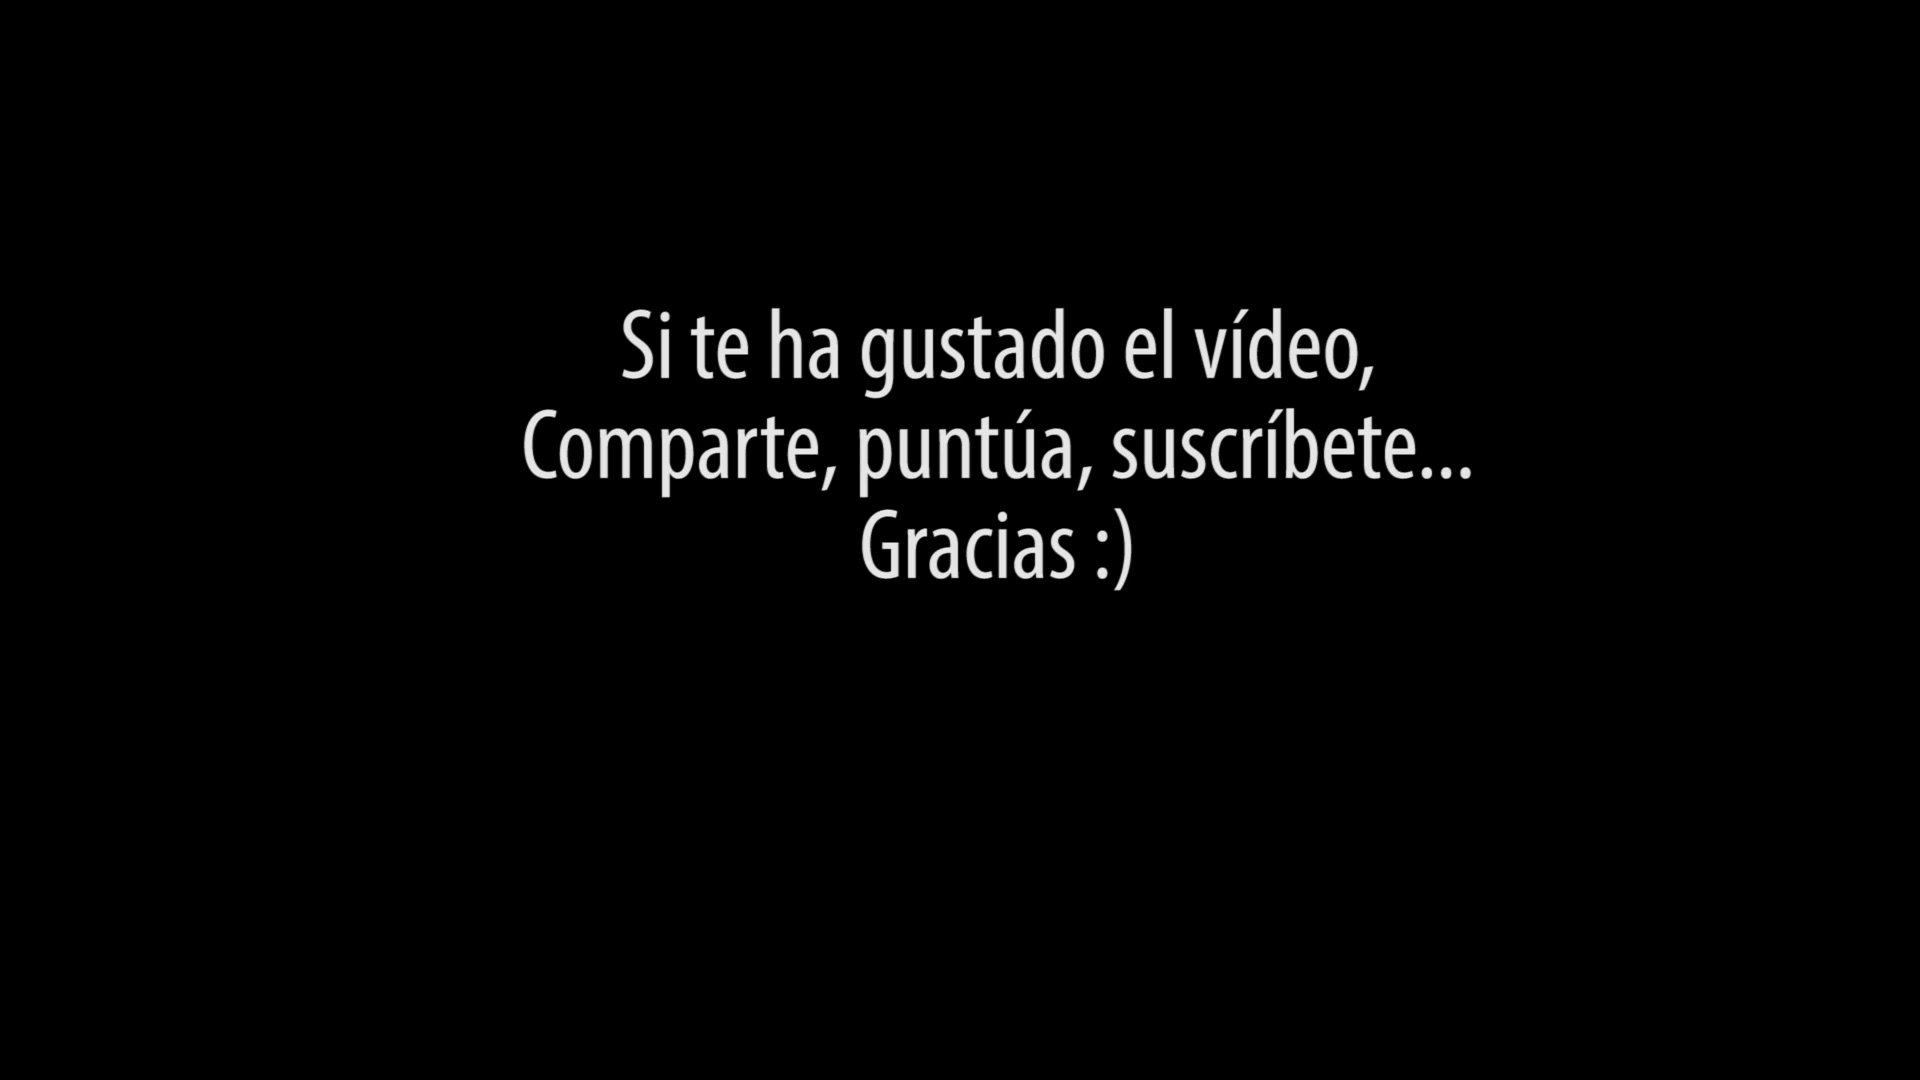 Si te ha gustado el vídeo,
Comparte, puntúa, suscríbete...
Gracias :)